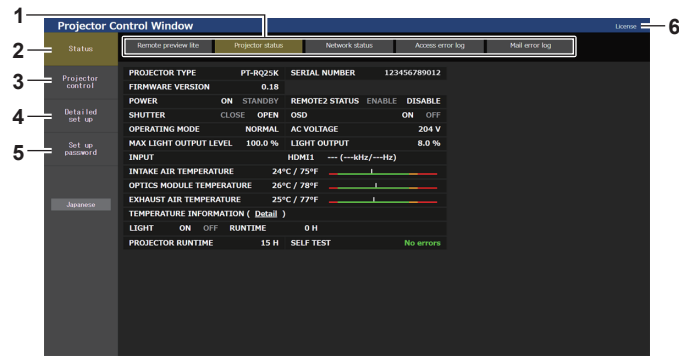 1
Projector Control Window
License
6
2
Status
Remote preview lite
Projector status
Network status
Access error log
Mail error log
3
Projector
control
4
Detailed
set up
5
Set up
password
Japanese
PROJECTOR TYPE PT-RQ25K SERIAL NUMBER 123456789012
FIRMWARE VERSION 0.18
POWER ON STANDBY REMOTE2 STATUS ENABLE DISABLE
SHUTTER CLOSE OPEN OSD ON OFF
OPERATING MODE NORMAL AC VOLTAGE 204 V
MAX LIGHT OUTPUT LEVEL 100.0 % LIGHT OUTPUT 8.0 %
INPUT HDMI1 --- (---kHz/---Hz)
INTAKE AIR TEMPERATURE 24°C / 75°F
OPTICS MODULE TEMPERATURE 26°C / 78°F
EXHAUST AIR TEMPERATURE 25°C / 77°F
TEMPERATURE INFORMATION ( Detail )
LIGHT ON OFF RUNTIME 0 H
PROJECTOR RUNTIME 15 H SELF TEST No errors